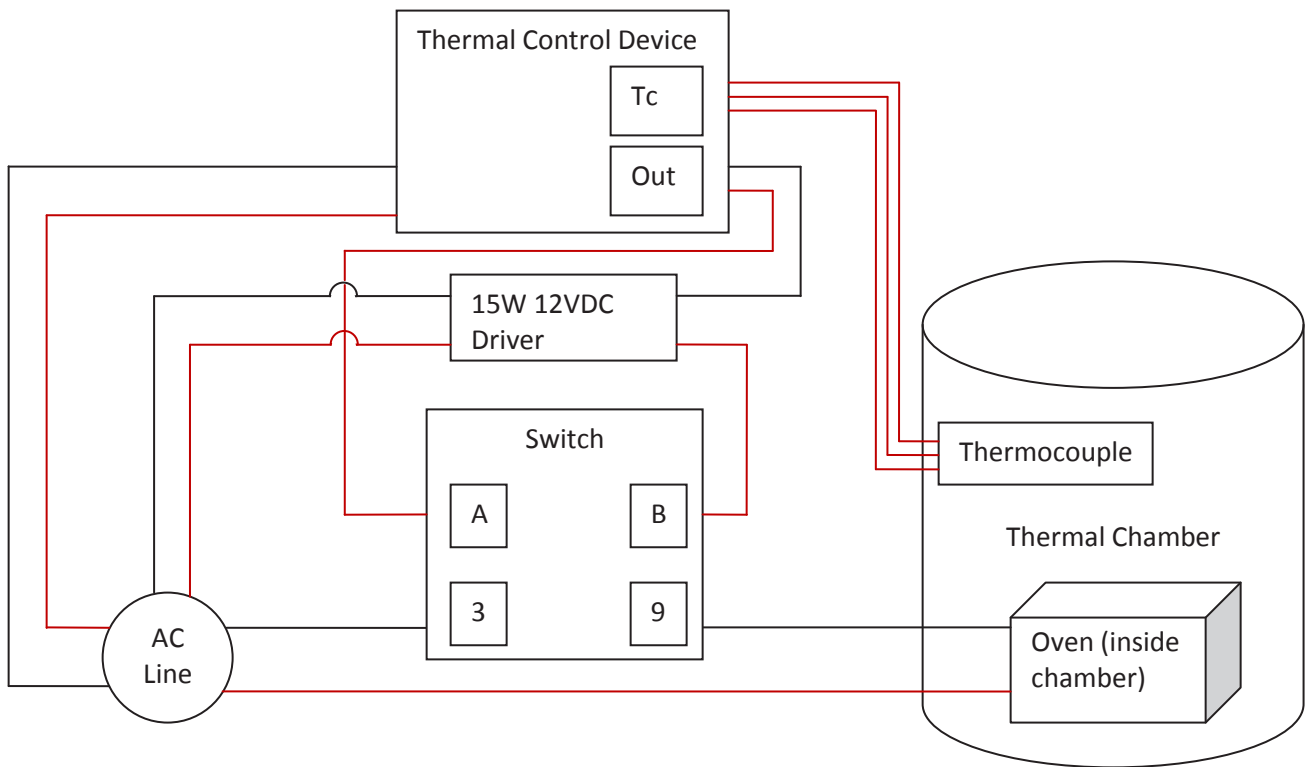 Thermal Control Device
Tc
Out
15W 12VDC
Driver
Switch
A
B
3
9
AC
Line
Thermocouple
Thermal Chamber
Oven (inside
chamber)